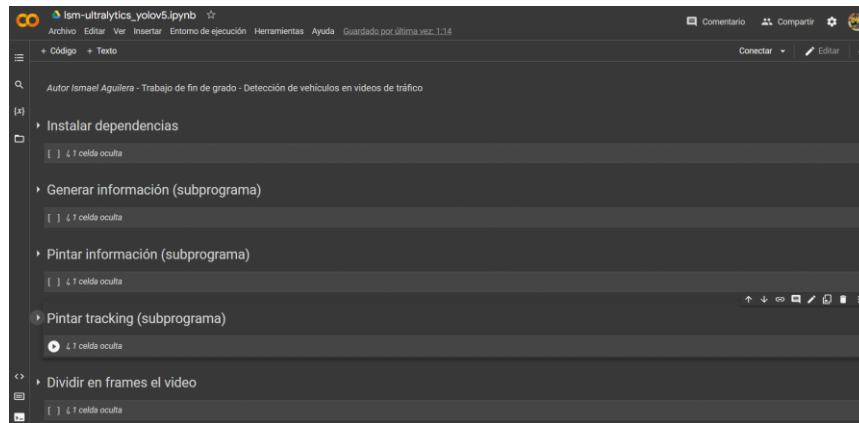 Ism-ultralytics_yolov5.ipynb
Archivo Editar Ver Insertar Entorno de ejecución Herramientas Ayuda Guardado por última vez: 1:14
Comentario Compartir
+ Código + Texto
Conectar Editar
Autor Ismael Aguilera - Trabajo de fin de grado - Detección de vehículos en videos de tráfico
{x}
Instalar dependencias
[ ] ↳ 1 celda oculta
Generar información (subprograma)
[ ] ↳ 1 celda oculta
Pintar información (subprograma)
[ ] ↳ 1 celda oculta
Pintar tracking (subprograma)
↳ 1 celda oculta
Dividir en frames el video
[ ] ↳ 1 celda oculta